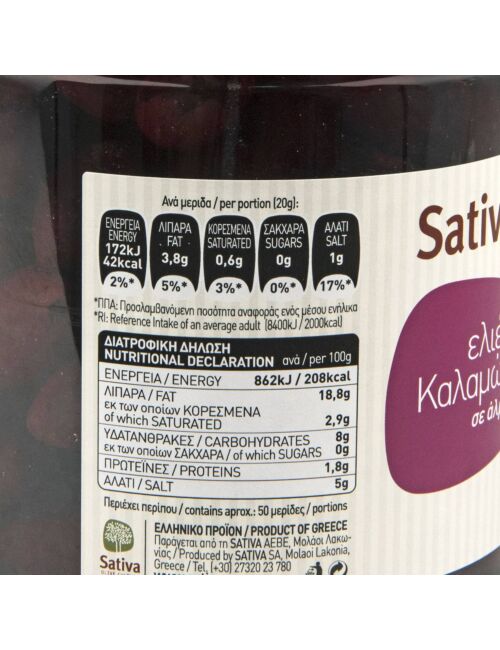 Ανά μεριδα / per portion (20g):
ΕΝΕΡΓΕΙΑ
ENERGY
172kJ
42kcal
2%*
ΛΙΠΑΡΑ
FAT
3,8g
5%*
ΚΟΡΕΣΜΕΝΑ
SATURATED
0,6g
3%*
ΣΑΚΧΑΡΑ
SUGARS
0g
0%*
ΑΛΑΤΙ
SALT
1g
17%*
*ΠΠΑ: Προσλαμβανόμενη ποσότητα αναφοράς ενός μέσου ενήλικα
*RI: Reference Intake of an average adult (8400kJ / 2000kcal)
ΔΙΑΤΡΟΦΙΚΗ ΔΗΛΩΣΗ
NUTRITIONAL DECLARATION ανά / per 100g
ΕΝΕΡΓΕΙΑ / ENERGY 862kJ / 208kcal
ΛΙΠΑΡΑ / FAT 18,8g
εκ των οποίων ΚΟΡΕΣΜΕΝΑ
of which SATURATED 2,9g
ΥΔΑΤΑΝΘΡΑΚΕΣ / CARBOHYDRATES 8g
εκ των οποίων ΣΑΚΧΑΡΑ / of which SUGARS 0g
ΠΡΩΤΕΪΝΕΣ / PROTEINS 1,8g
ΑΛΑΤΙ / SALT 5g
Περιέχει περίπου / contains aprox.: 50 μερίδες / portions
ΕΛΛΗΝΙΚΟ ΠΡΟΪΟΝ / PRODUCT OF GREECE
Παράγεται από τη SATIVA AEBE, Μολάοι Λακω-
νίας / Produced by SATIVA SA, Molaoi Lakonia,
Greece / Τηλ./ Tel. (+30) 27320 23 780
Sativa
Sativ
ελιέ
Καλαμώ
σε άλμ